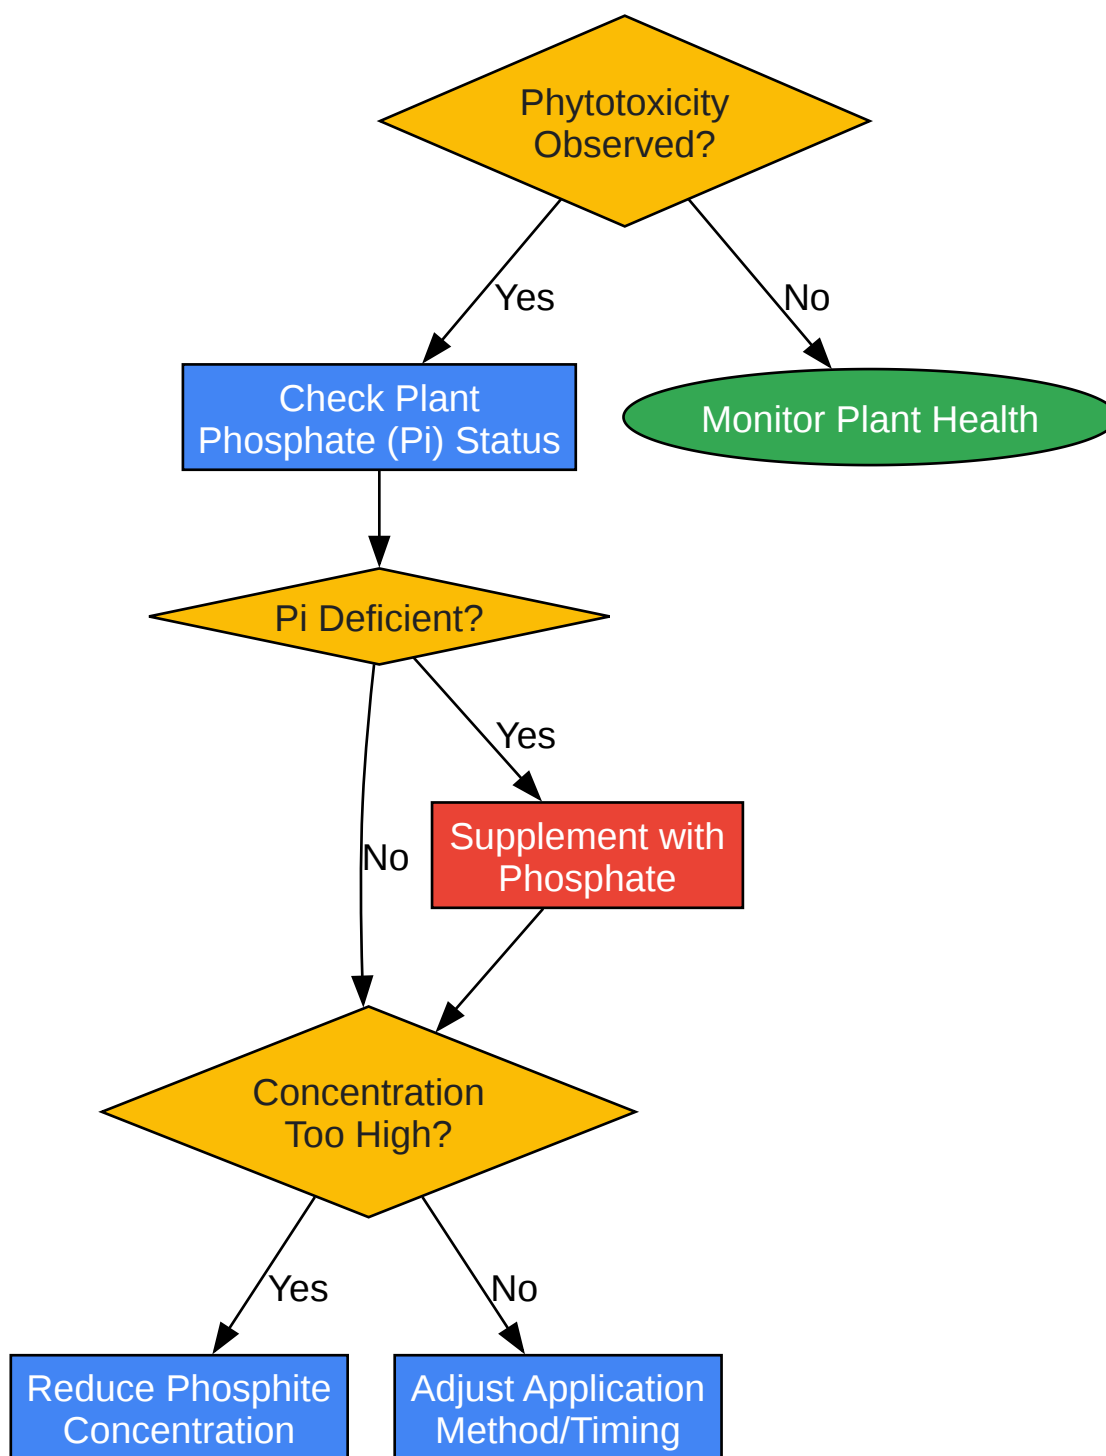 Phytotoxicity
Observed?
Yes
No
Check Plant
Phosphate (Pi) Status
Monitor Plant Health
Pi Deficient?
Yes
No
Supplement with
Phosphate
Concentration
Too High?
Yes
No
Reduce Phosphite
Concentration
Adjust Application
Method/Timing